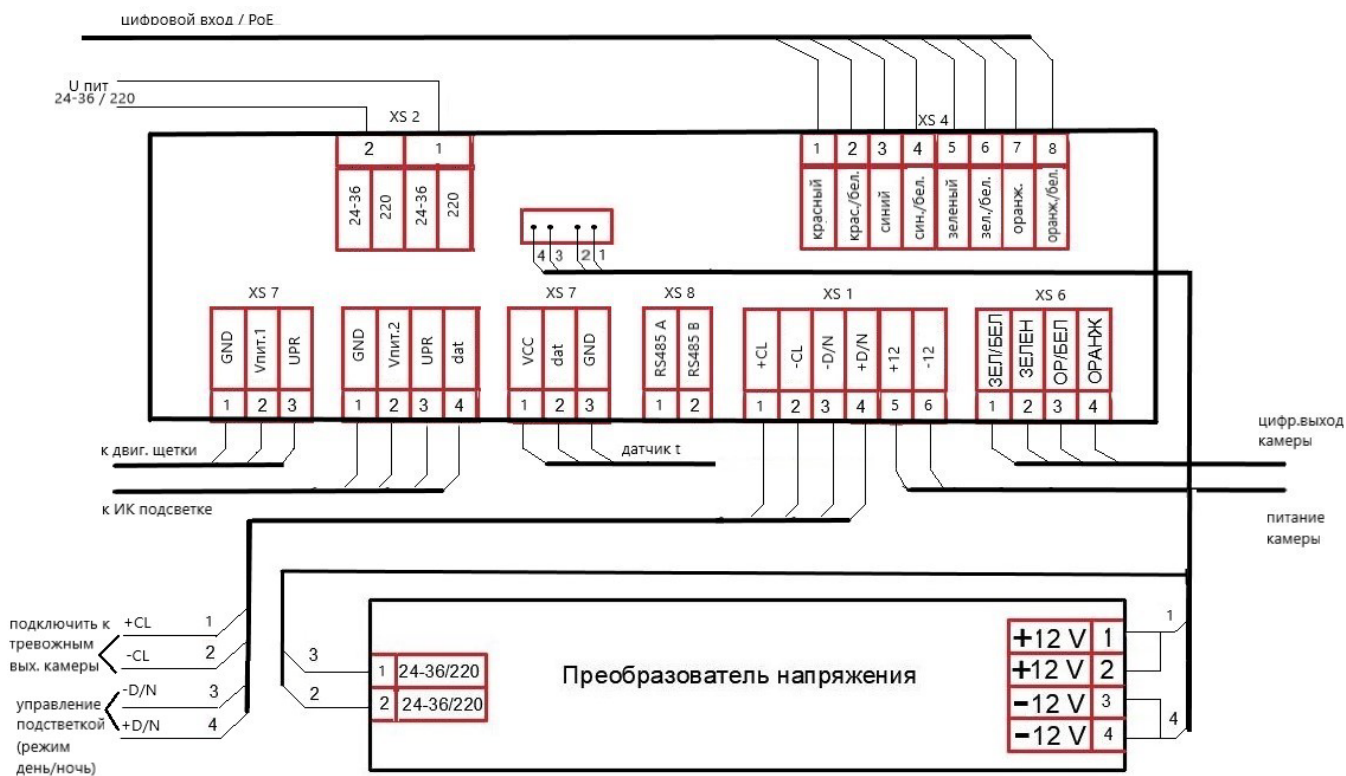 цифровой вход / PoE
U пит
24-36 / 220
XS 2
XS 4
2
1
1
2
3
4
5
6
7
8
24-36
220
24-36
220
красный
крас./бел.
синий
син./бел.
зеленый
зел./бел.
оранж.
оранж./бел.
4
3
2
1
XS 7
XS 7
XS 8
XS 1
XS 6
GND
Vпит.1
UPR
GND
Vпит.2
UPR
dat
VCC
dat
GND
RS485 A
RS485 B
+CL
-CL
-D/N
+D/N
+12
-12
ЗЕЛ/БЕЛ
ЗЕЛЕН
ОР/БЕЛ
ОРАНЖ
1
2
3
1
2
3
4
1
2
3
1
2
1
2
3
4
5
6
1
2
3
4
к двиг. щетки
датчик t
цифр.выход
камеры
к ИК подсветке
питание
камеры
подключить к
тревожным
вых. камеры
+CL
1
-CL
2
управление
подстветкой
(режим
день/ночь)
-D/N
3
+D/N
4
3
1
24-36/220
2
2
24-36/220
Преобразователь напряжения
+12 V
1
+12 V
2
-12 V
3
-12 V
4
1
4